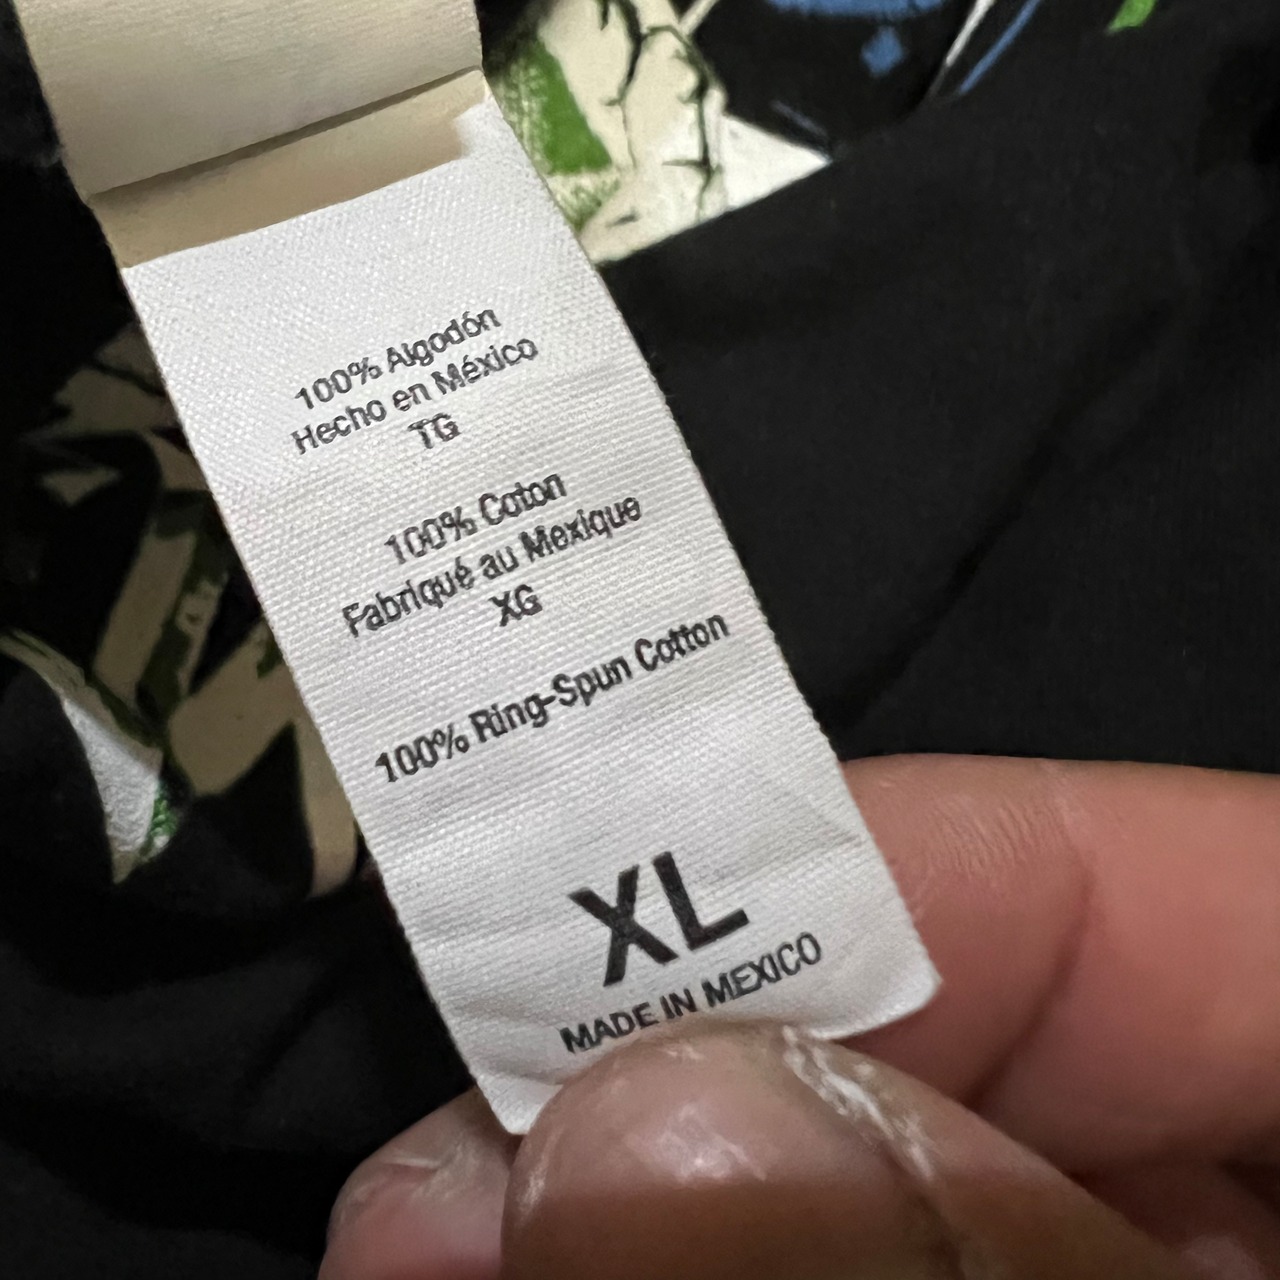 100% Algodón
Hecho en México
TG
100% Coton
Fabriqué au Mexique
XG
100% Ring-Spun Cotton
XL
MADE IN MEXICO